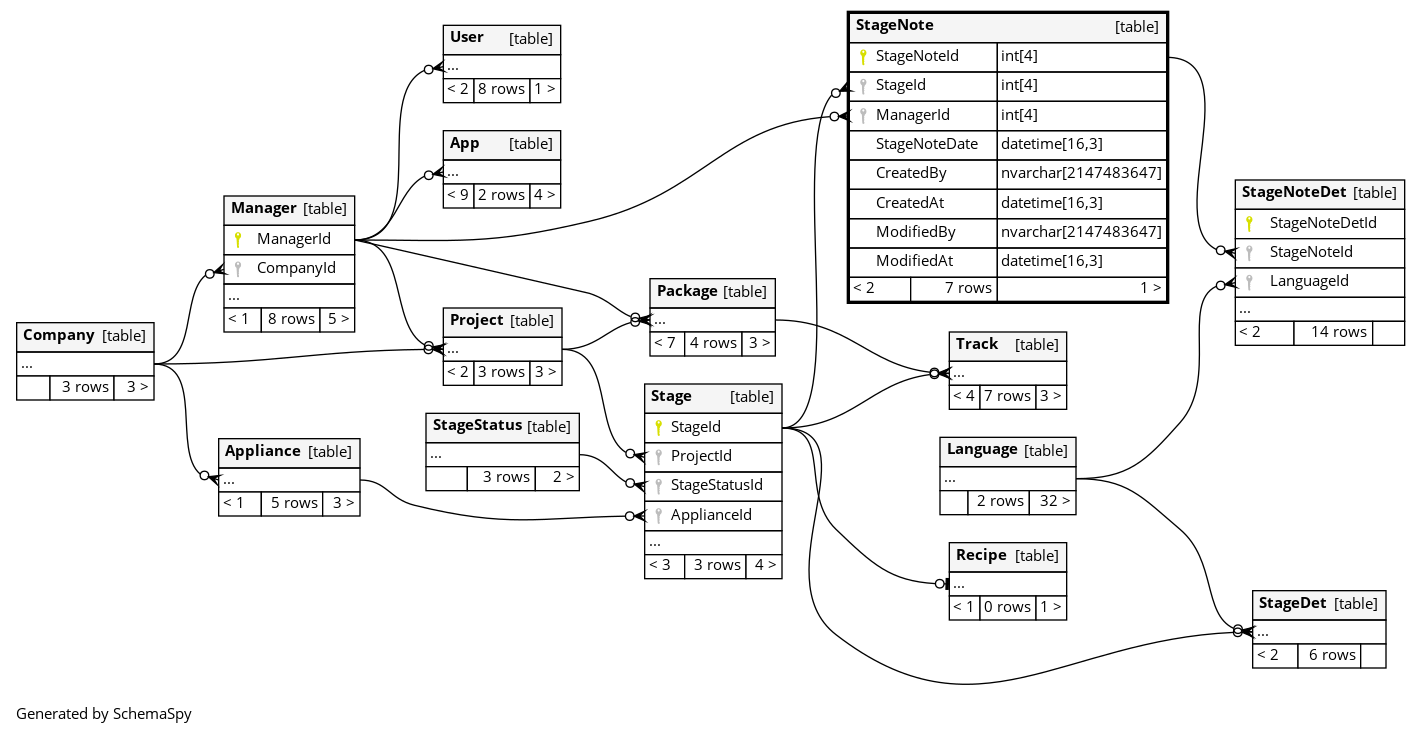 User [table]
...
< 2 8 rows 1 >
App [table]
...
< 9 2 rows 4 >
StageNote [table]
StageNoteId int[4]
StageId int[4]
ManagerId int[4]
StageNoteDate datetime[16,3]
CreatedBy nvarchar[2147483647]
CreatedAt datetime[16,3]
ModifiedBy nvarchar[2147483647]
ModifiedAt datetime[16,3]
< 2 7 rows 1 >
StageNoteDet [table]
StageNoteDetId
StageNoteId
LanguageId
...
< 2 14 rows
Manager [table]
ManagerId
CompanyId
...
< 1 8 rows 5 >
Package [table]
...
< 7 4 rows 3 >
Company [table]
...
3 rows 3 >
Project [table]
...
< 2 3 rows 3 >
Track [table]
...
< 4 7 rows 3 >
Stage [table]
StageId
ProjectId
StageStatusId
ApplianceId
...
< 3 3 rows 4 >
StageStatus [table]
...
3 rows 2 >
Appliance [table]
...
< 1 5 rows 3 >
Language [table]
...
2 rows 32 >
Recipe [table]
...
< 1 0 rows 1 >
StageDet [table]
...
< 2 6 rows
Generated by SchemaSpy